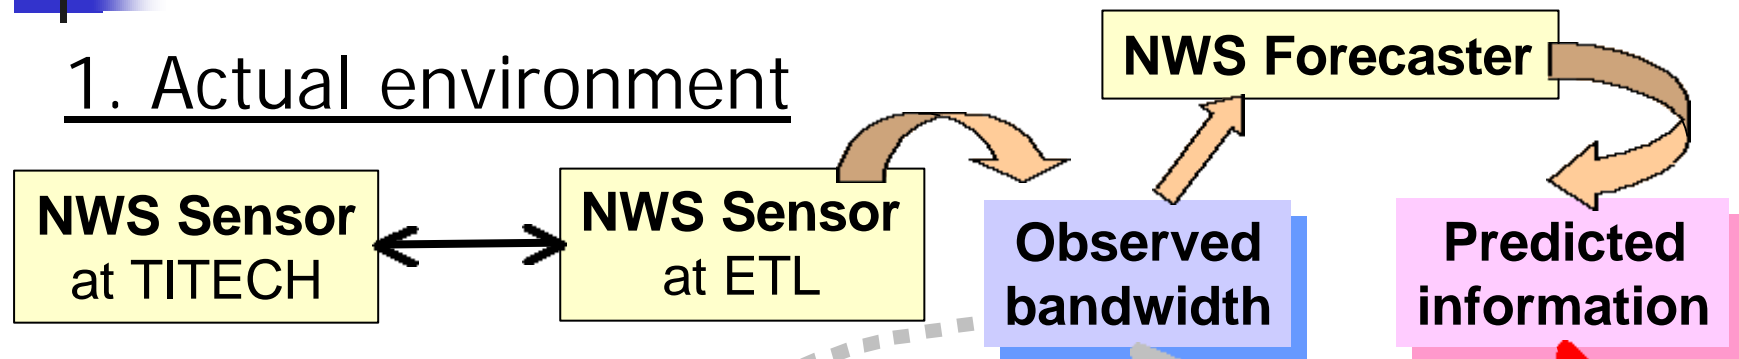 1. Actual environment
NWS Forecaster
NWS Sensor
at TITECH
NWS Sensor
at ETL
Observed
bandwidth
Predicted
information